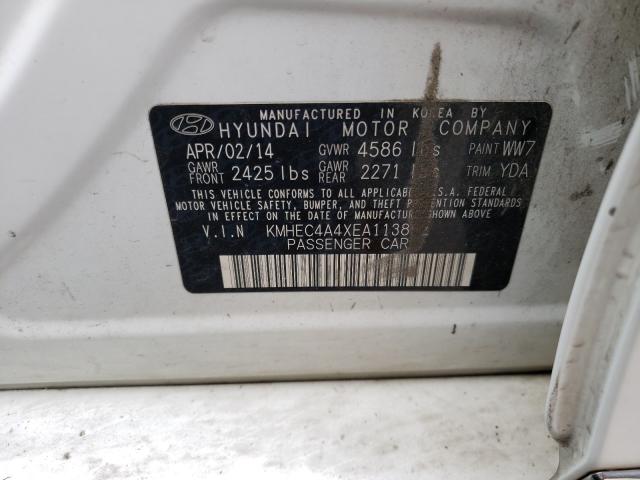 MANUFACTURED IN KOREA BY
HYUNDAI MOTOR COMPANY
APR/02/14 GVWR 4586 lbs PAINT WW7
GAWR FRONT 2425 lbs GAWR REAR 2271 lbs TRIM YDA
THIS VEHICLE CONFORMS TO ALL APPLICABLE U.S.A. FEDERAL
MOTOR VEHICLE SAFETY, BUMPER, AND THEFT PREVENTION STANDARDS
IN EFFECT ON THE DATE OF MANUFACTURE SHOWN ABOVE.
V.I.N KMHEC4A4XEA1138
PASSENGER CAR